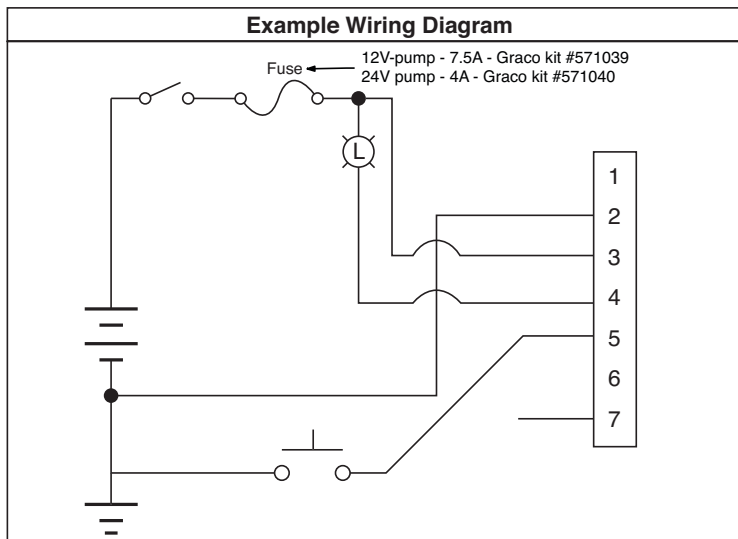 Example Wiring Diagram
12V-pump - 7.5A - Graco kit #571039
Fuse
24V pump - 4A - Graco kit #571040
L
1
2
3
4
5
6
7